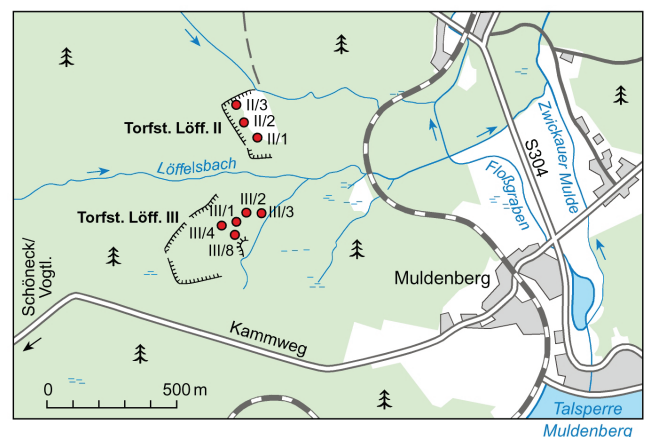 II/3
II/2
Torfst. Löff. II
II/1
Zwickauer Mulde
S304
Löffelsbach
Floßgraben
III/2
Torfst. Löff. III
III/1
III/3
III/4
III/8
Schöneck/
Vogtl.
Muldenberg
Kammweg
0
500 m
Talsperre
Muldenberg